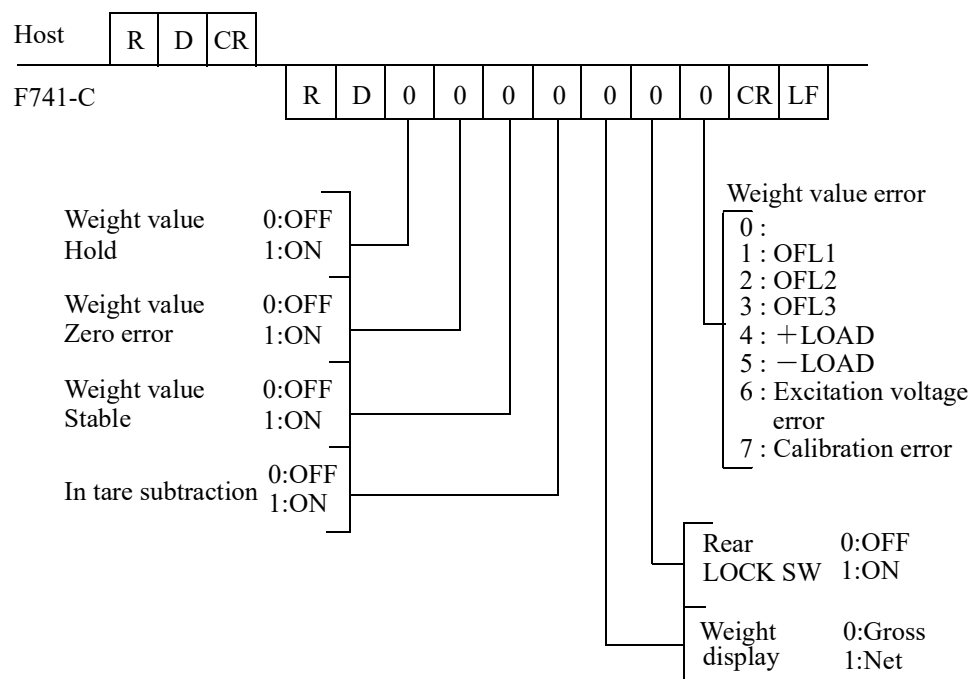 Host R D CR
F741-C R D 0 0 0 0 0 0 0 CR LF
Weight value 0:OFF
Hold 1:ON
Weight value 0:OFF
Zero error 1:ON
Weight value 0:OFF
Stable 1:ON
In tare subtraction 0:OFF
1:ON
Weight value error
0 :
1 : OFL1
2 : OFL2
3 : OFL3
4 : +LOAD
5 : −LOAD
6 : Excitation voltage
error
7 : Calibration error
Rear 0:OFF
LOCK SW 1:ON
Weight 0:Gross
display 1:Net